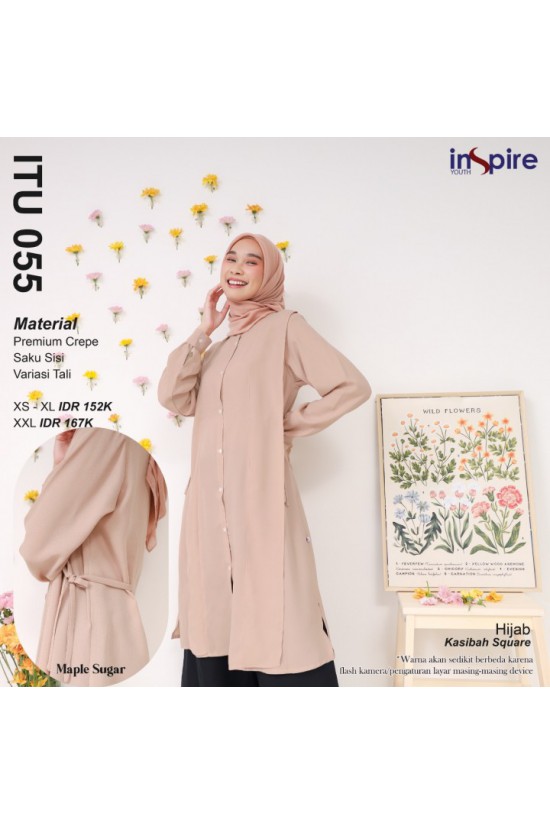 inSpire
YOUTH
ITU 055
Material
Premium Crepe
Saku Sisi
Variasi Tali
XS - XL IDR 152K
XXL IDR 167K
Maple Sugar
WILD FLOWERS
Hijab
Kasibah Square
*Warna akan sedikit berbeda karena
flash kamera/pengaturan layar masing-masing device